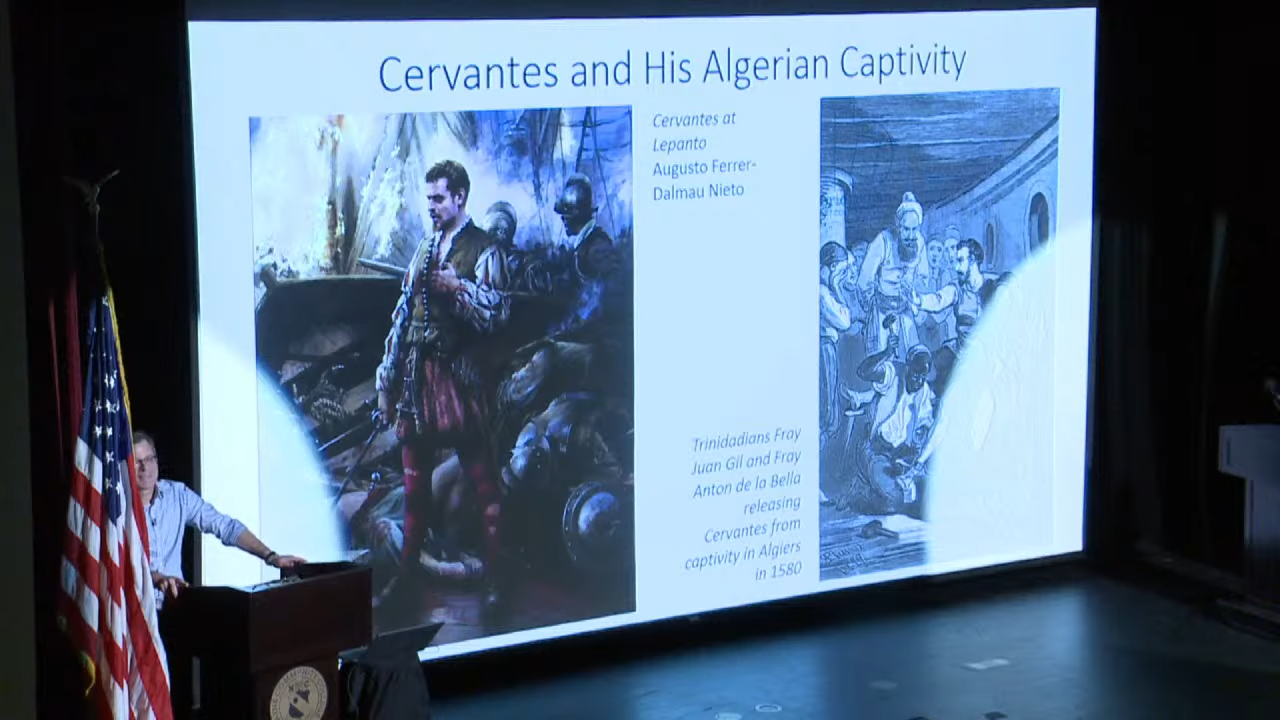 Cervantes and His Algerian Captivity
Cervantes at
Lepanto
Augusto Ferrer-
Dalmau Nieto
Trinidadians Fray
Juan Gil and Fray
Anton de la Bella
releasing
Cervantes from
captivity in Algiers
in 1580